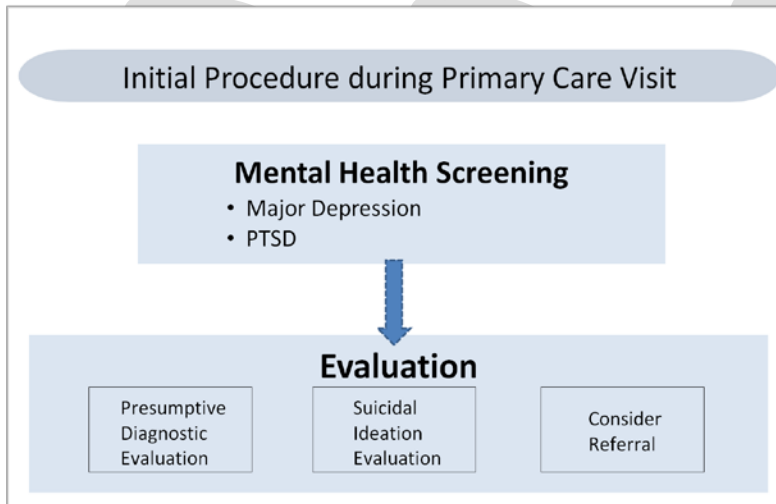 Initial Procedure during Primary Care Visit
Mental Health Screening
• Major Depression
• PTSD
Evaluation
Presumptive
Diagnostic
Evaluation
Suicidal
Ideation
Evaluation
Consider
Referral